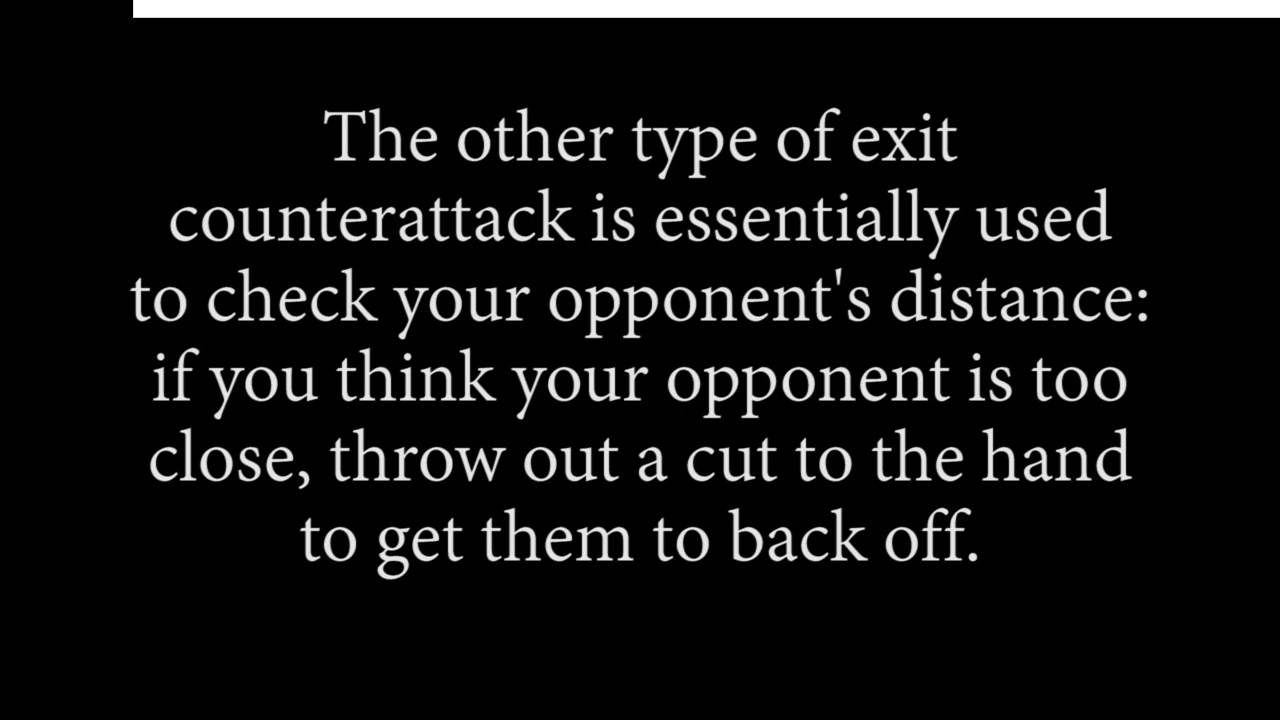 The other type of exit
counterattack is essentially used
to check your opponent's distance:
if you think your opponent is too
close, throw out a cut to the hand
to get them to back off.